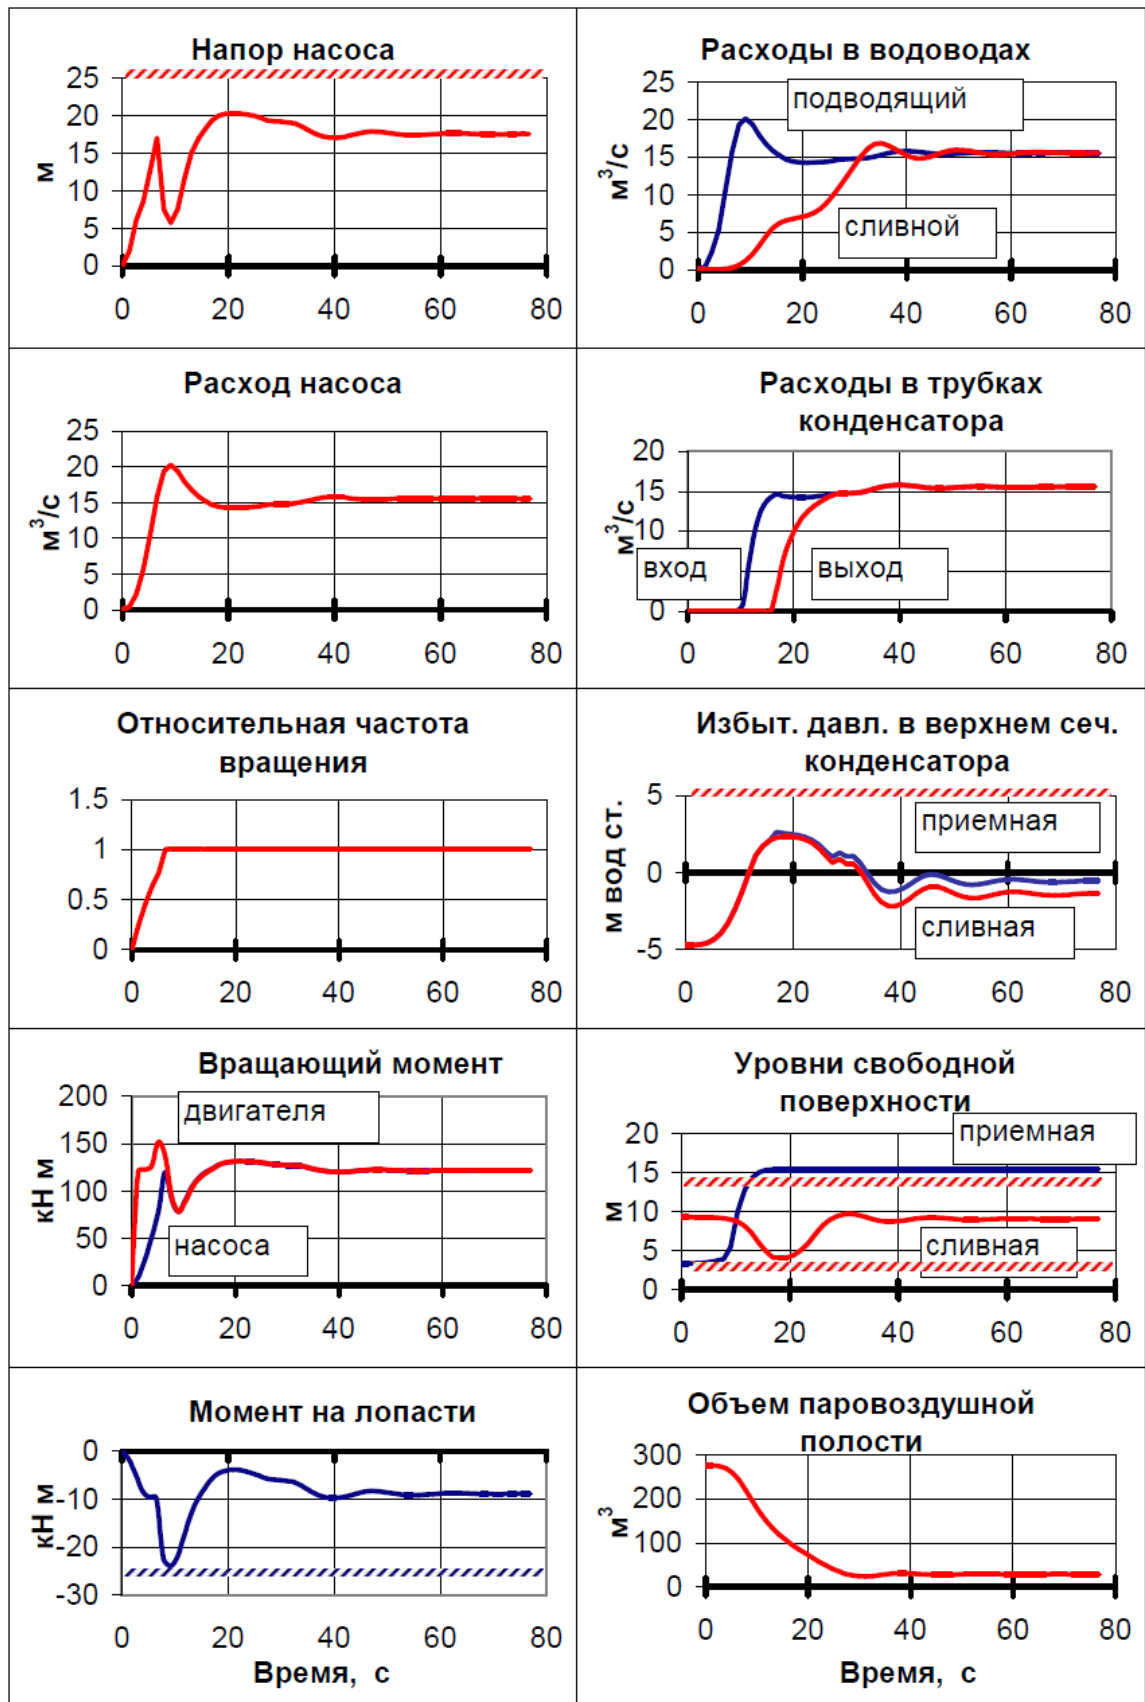 Напор насоса
м
25
20
15
10
5
0
0 20 40 60 80
Расходы в водоводах
м³/с
25
20
15
10
5
0
подводящий
сливной
0 20 40 60 80
Расход насоса
м³/с
25
20
15
10
5
0
0 20 40 60 80
Расходы в трубках
конденсатора
м³/с
20
15
10
0
вход
выход
0 20 40 60 80
Относительная частота
вращения
1.5
1
0.5
0
0 20 40 60 80
Избыт. давл. в верхнем сеч.
конденсатора
м вод ст.
5
0
-5
приемная
сливная
0 20 40 60 80
Вращающий момент
кН м
200
150
100
50
0
двигателя
насоса
0 20 40 60 80
Уровни свободной
поверхности
м
20
15
10
5
0
приемная
сливная
0 20 40 60 80
Момент на лопасти
кН м
0
-10
-20
-30
0 20 40 60 80
Время, с
Объем паровоздушной
полости
м³
300
200
100
0
0 20 40 60 80
Время, с